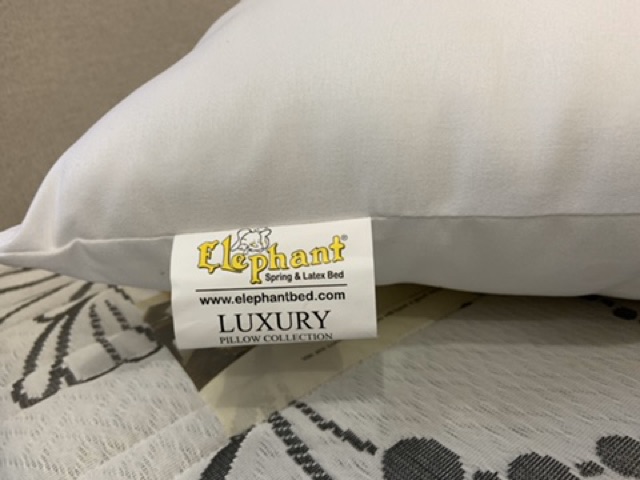 Elephant®
Spring & Latex Bed
www.elephantbed.com
LUXURY
PILLOW COLLECTION